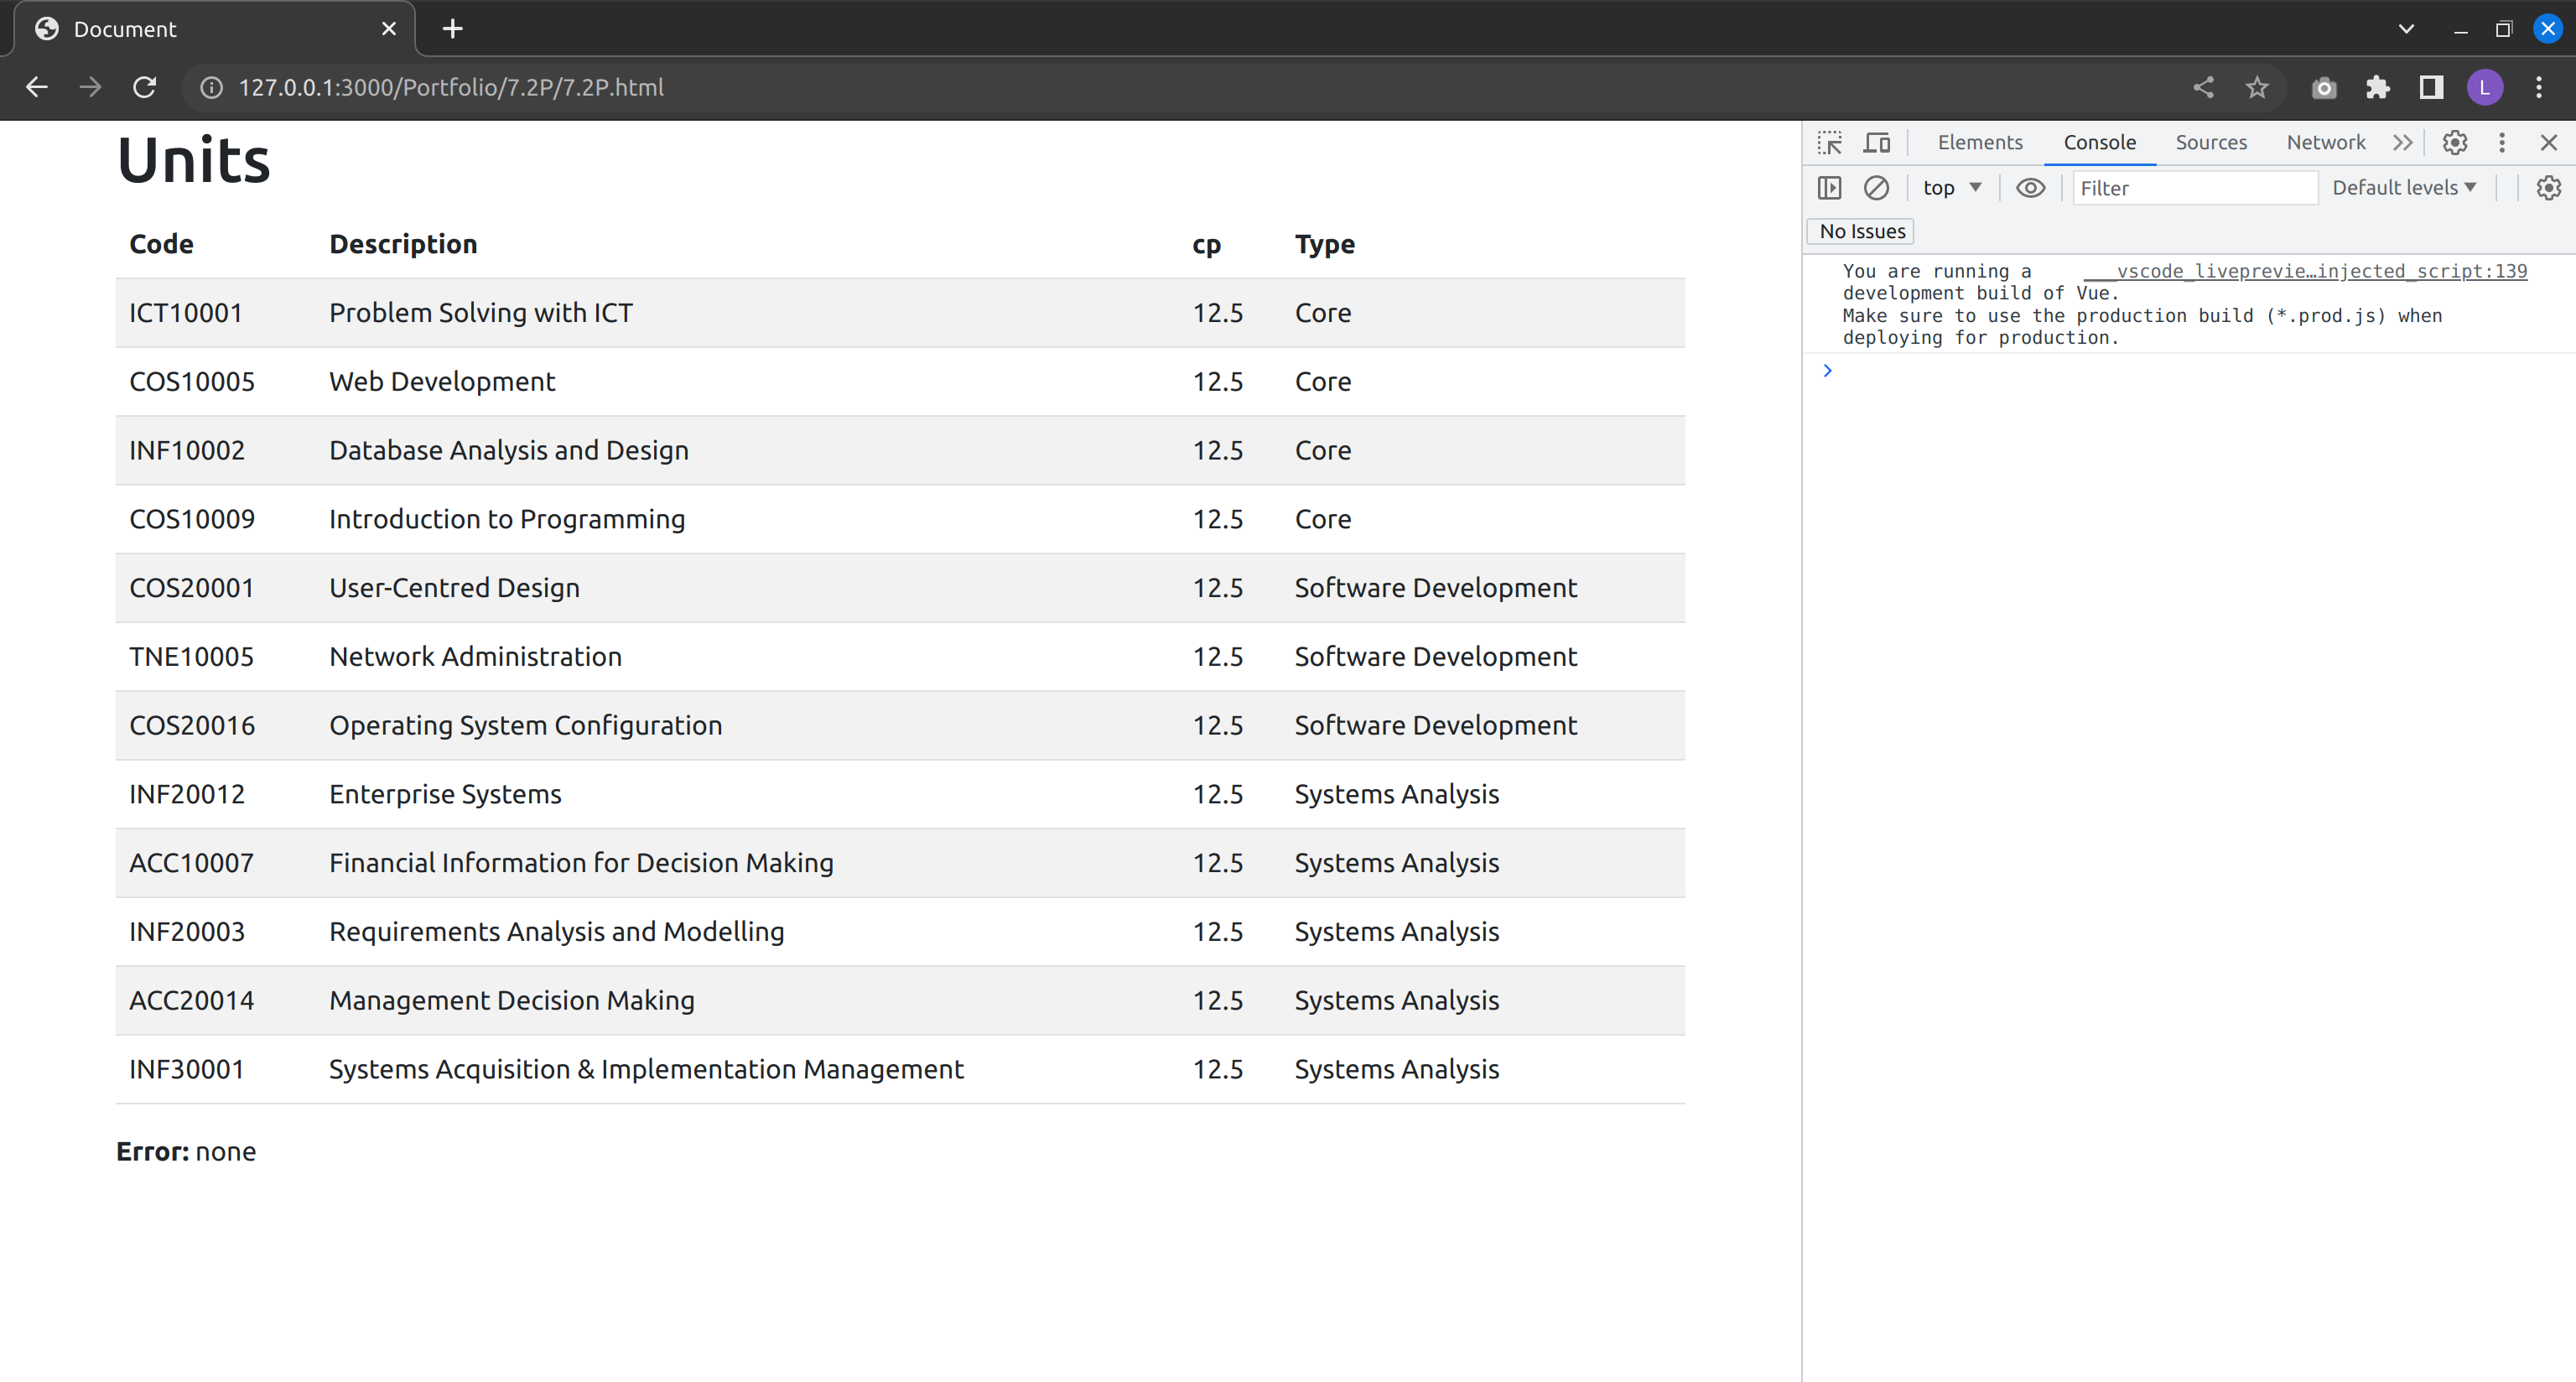 Document
127.0.0.1:3000/Portfolio/7.2P/7.2P.html
L
Units
Code Description cp Type
ICT10001 Problem Solving with ICT 12.5 Core
COS10005 Web Development 12.5 Core
INF10002 Database Analysis and Design 12.5 Core
COS10009 Introduction to Programming 12.5 Core
COS20001 User-Centred Design 12.5 Software Development
TNE10005 Network Administration 12.5 Software Development
COS20016 Operating System Configuration 12.5 Software Development
INF20012 Enterprise Systems 12.5 Systems Analysis
ACC10007 Financial Information for Decision Making 12.5 Systems Analysis
INF20003 Requirements Analysis and Modelling 12.5 Systems Analysis
ACC20014 Management Decision Making 12.5 Systems Analysis
INF30001 Systems Acquisition & Implementation Management 12.5 Systems Analysis
Error: none
Elements Console Sources Network
top Filter Default levels
No Issues
You are running a ___vscode_liveprevie…injected_script:139
development build of Vue.
Make sure to use the production build (*.prod.js) when
deploying for production.